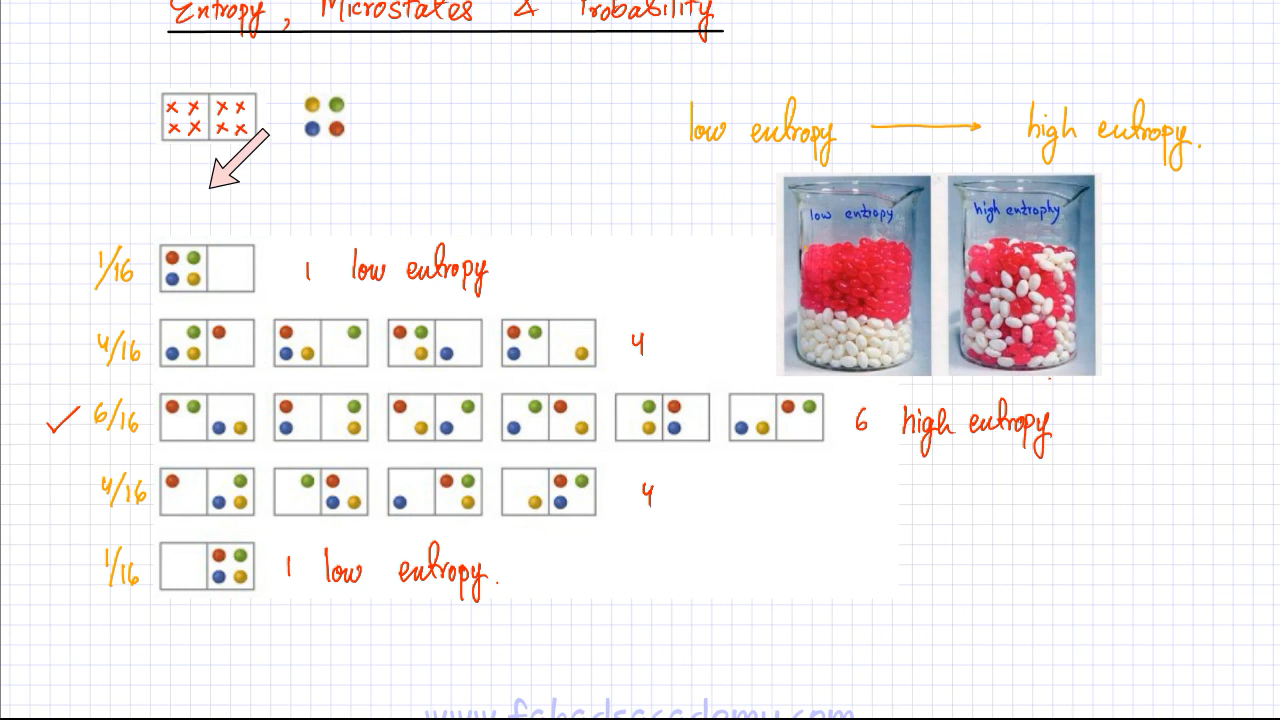 Entropy, Microstates & Probability
x x x x
x x x x
low entropy → high entropy.
low entropy
high entrophy
1/16 1 low entropy
4/16 4
✓ 6/16 6 high entropy
4/16 4
1/16 1 low entropy.